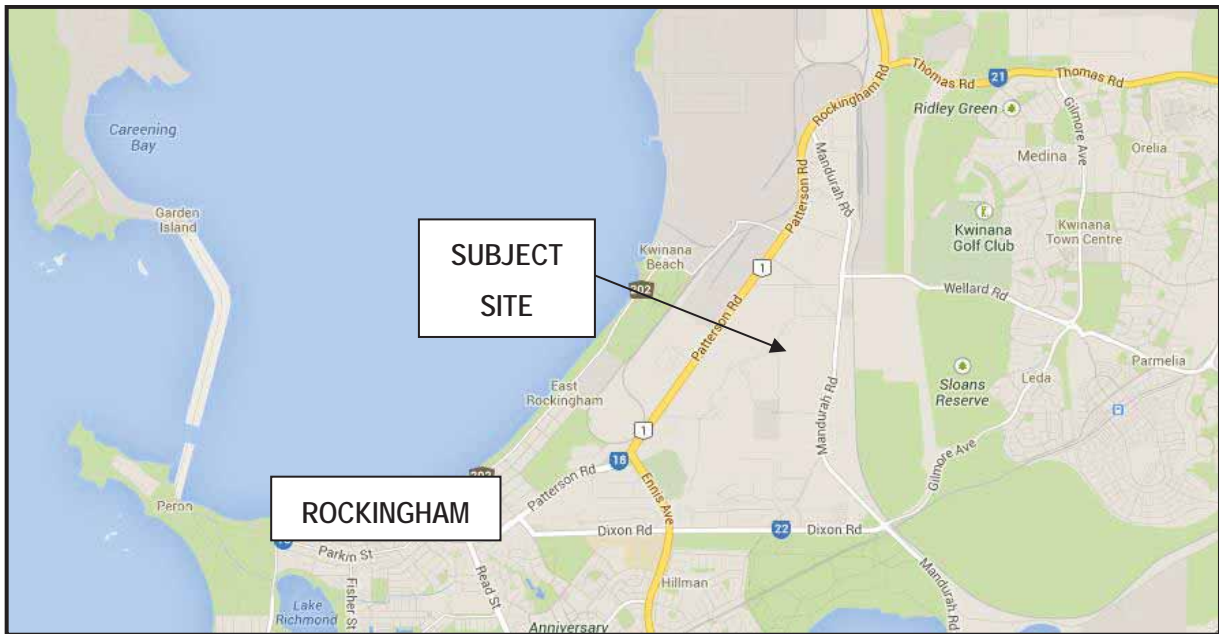 Thomas Rd
21
Thomas Rd
Rockingham Rd
Ridley Green
Gilmore Ave
Careening
Bay
Medina
Orelia
Mandurah Rd
Patterson Rd
Garden
Island
Kwinana
Golf Club
Kwinana
Town Centre
SUBJECT
SITE
Kwinana
Beach
1
202
Wellard Rd
Patterson Rd
Parmelia
Sloans
Reserve
Leda
East
Rockingham
Mandurah Rd
1
18
Gilmore Ave
Patterson Rd
202
Ennis Ave
Peron
ROCKINGHAM
Dixon Rd
22
Dixon Rd
Parkin St
Fisher St
Read St
Hillman
Mandurah Rd
Lake
Richmond
Anniversary